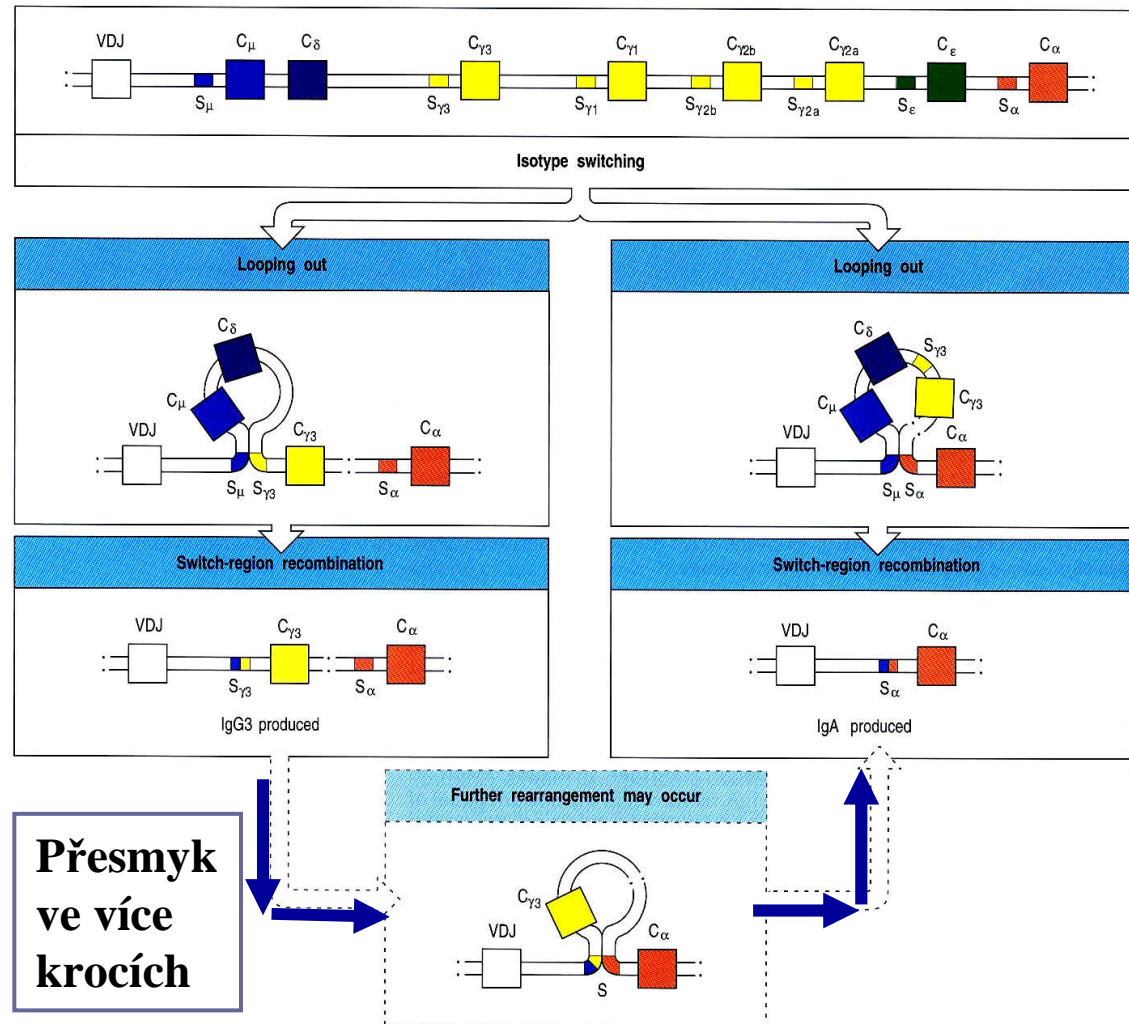 VDJ Cμ Cδ Cγ3 Cγ1 Cγ2b Cγ2a Cε Cα
Sμ Sγ3 Sγ1 Sγ2b Sγ2a Sε Sα
Isotype switching
Looping out
Cδ
Cμ
VDJ Cγ3 Cα
Sμ Sγ3 Sα
Looping out
Cδ Sγ3
Cμ Cγ3
VDJ Cα
Sμ Sα
Switch-region recombination
VDJ Cγ3 Cα
Sγ3 Sα
IgG3 produced
Switch-region recombination
VDJ Cα
Sα
IgA produced
Přesmyk
ve více
krocích
Further rearrangement may occur
Cγ3
VDJ Cα
S